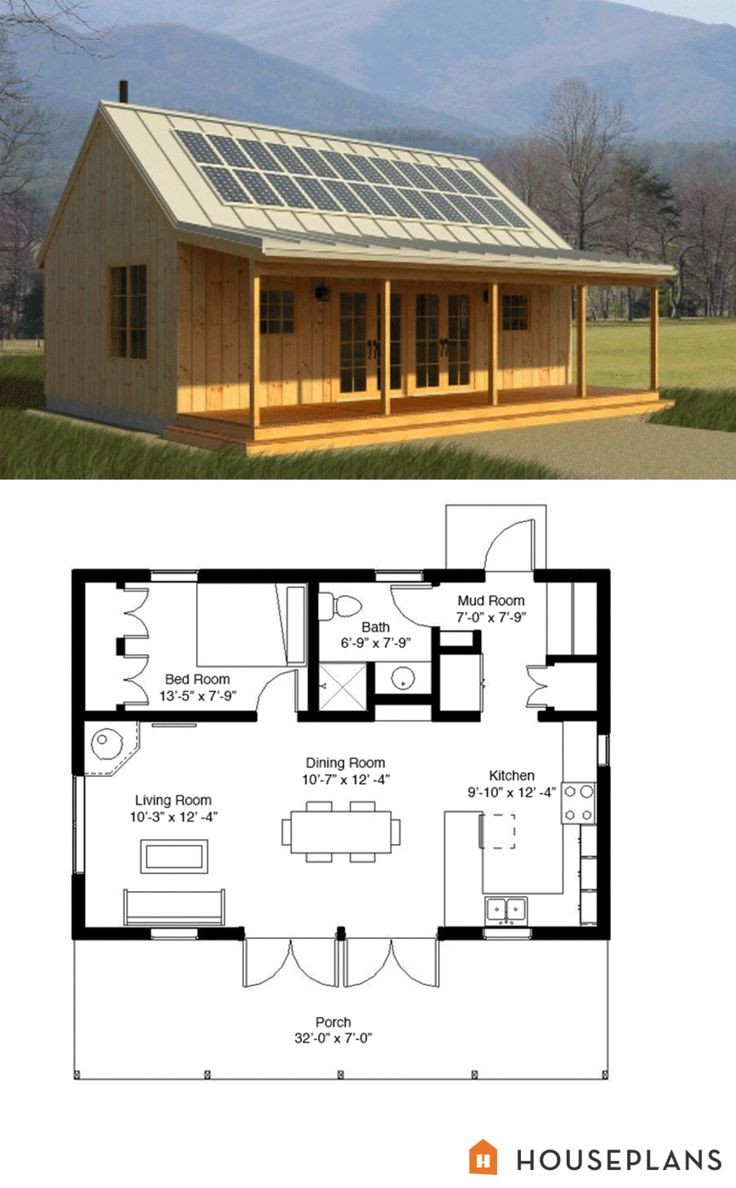 Mud Room
7'-0" x 7'-9"
Bath
6'-9" x 7'-9"
Bed Room
13'-5" x 7'-9"
Dining Room
10'-7" x 12' -4"
Kitchen
9'-10" x 12' -4"
Living Room
10'-3" x 12' -4"
Porch
32'-0" x 7'-0"
H HOUSEPLANS